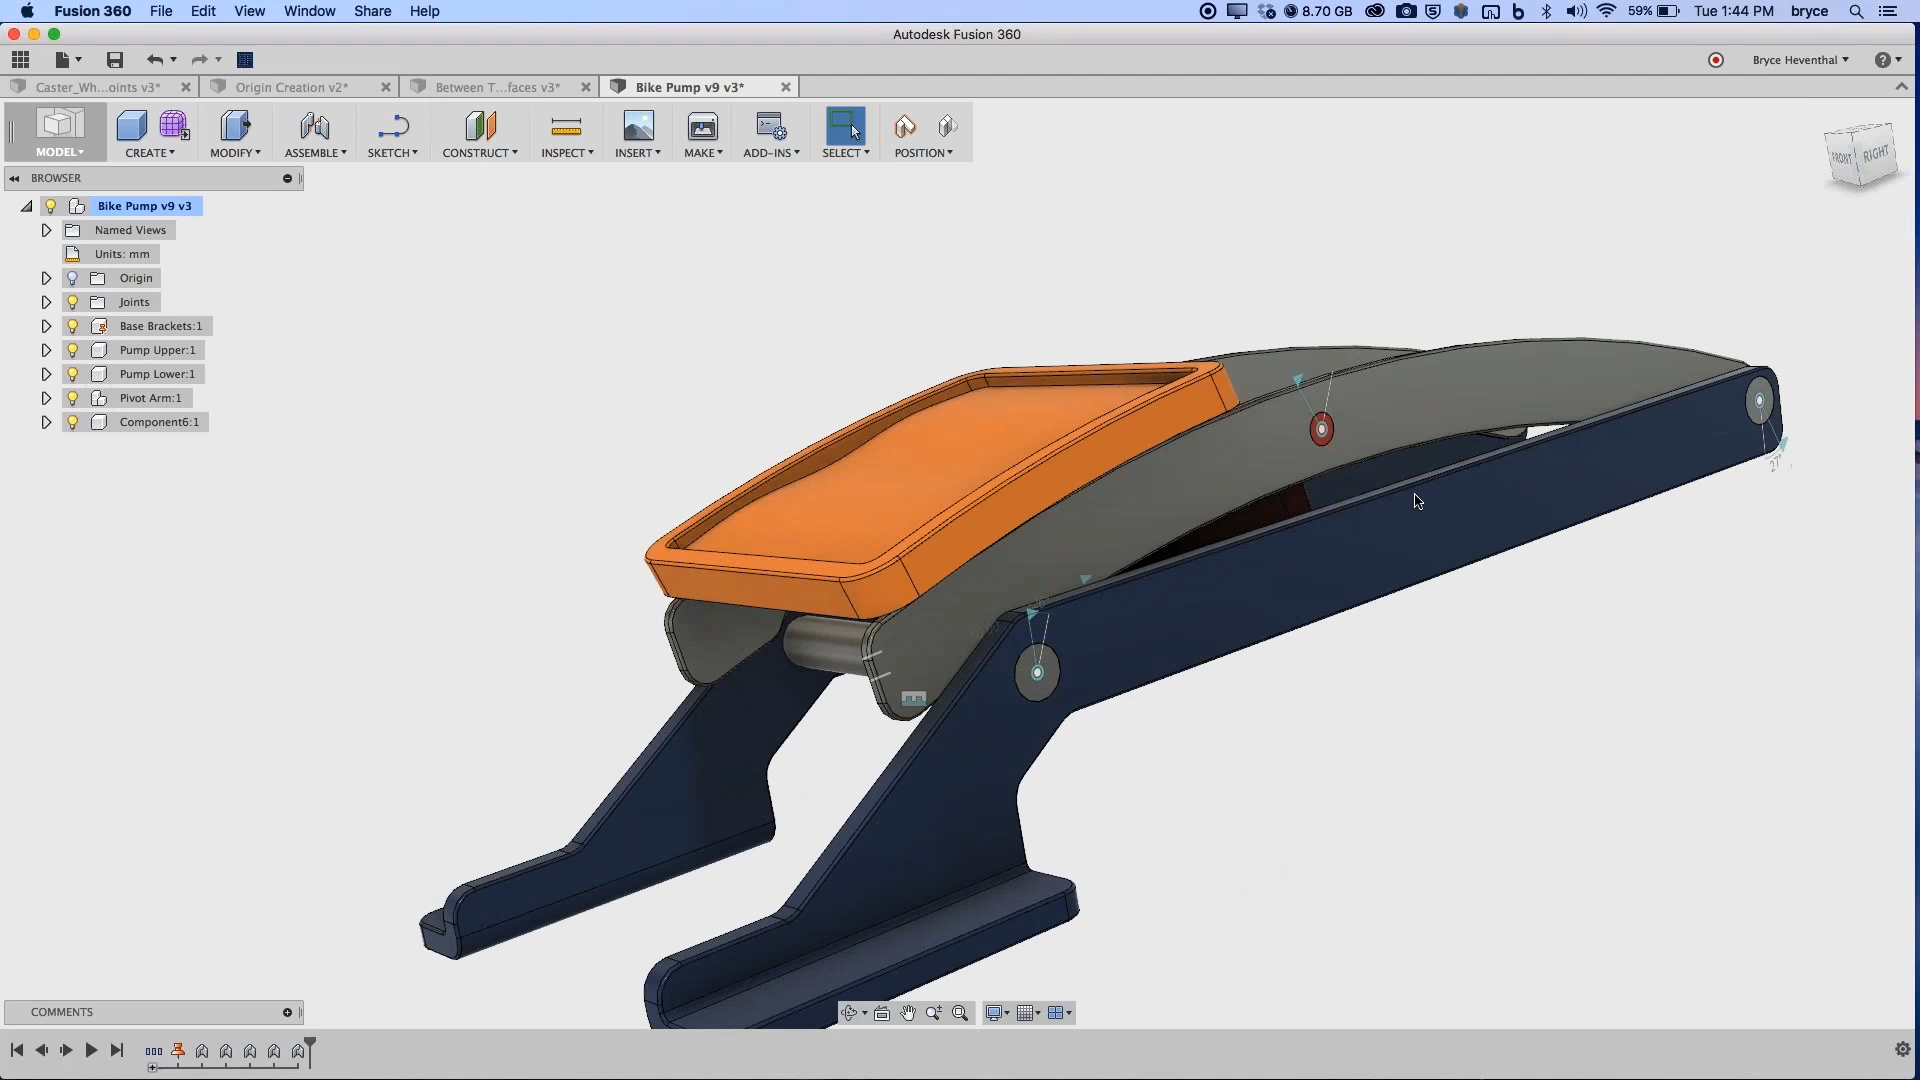 Fusion 360 File Edit View Window Share Help 8.70 GB 59% Tue 1:44 PM bryce
Autodesk Fusion 360
Bryce Heventhal
Caster_Wh...oints v3* Origin Creation v2* Between T...faces v3* Bike Pump v9 v3*
MODEL CREATE MODIFY ASSEMBLE SKETCH CONSTRUCT INSPECT INSERT MAKE ADD-INS SELECT POSITION
FRONT RIGHT
BROWSER
Bike Pump v9 v3
Named Views
Units: mm
Origin
Joints
Base Brackets:1
Pump Upper:1
Pump Lower:1
Pivot Arm:1
Component6:1
COMMENTS